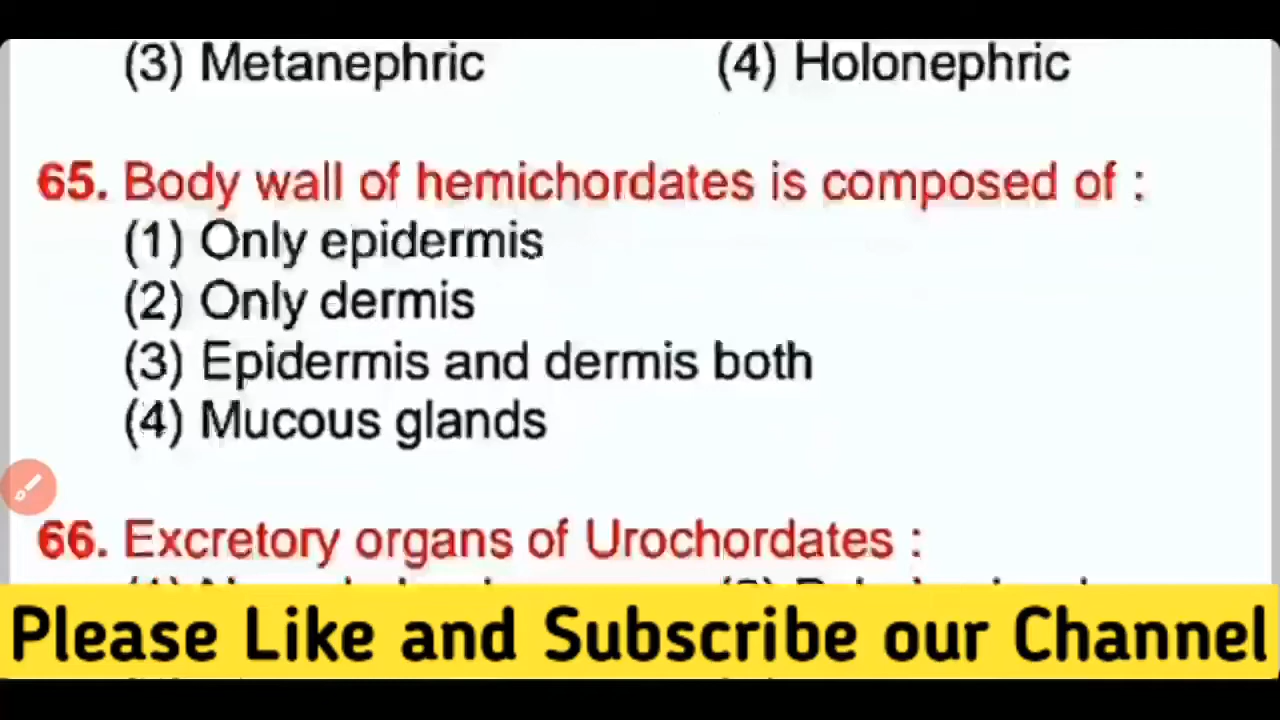 (3) Metanephric (4) Holonephric
65. Body wall of hemichordates is composed of :
(1) Only epidermis
(2) Only dermis
(3) Epidermis and dermis both
(4) Mucous glands
66. Excretory organs of Urochordates :
Please Like and Subscribe our Channel